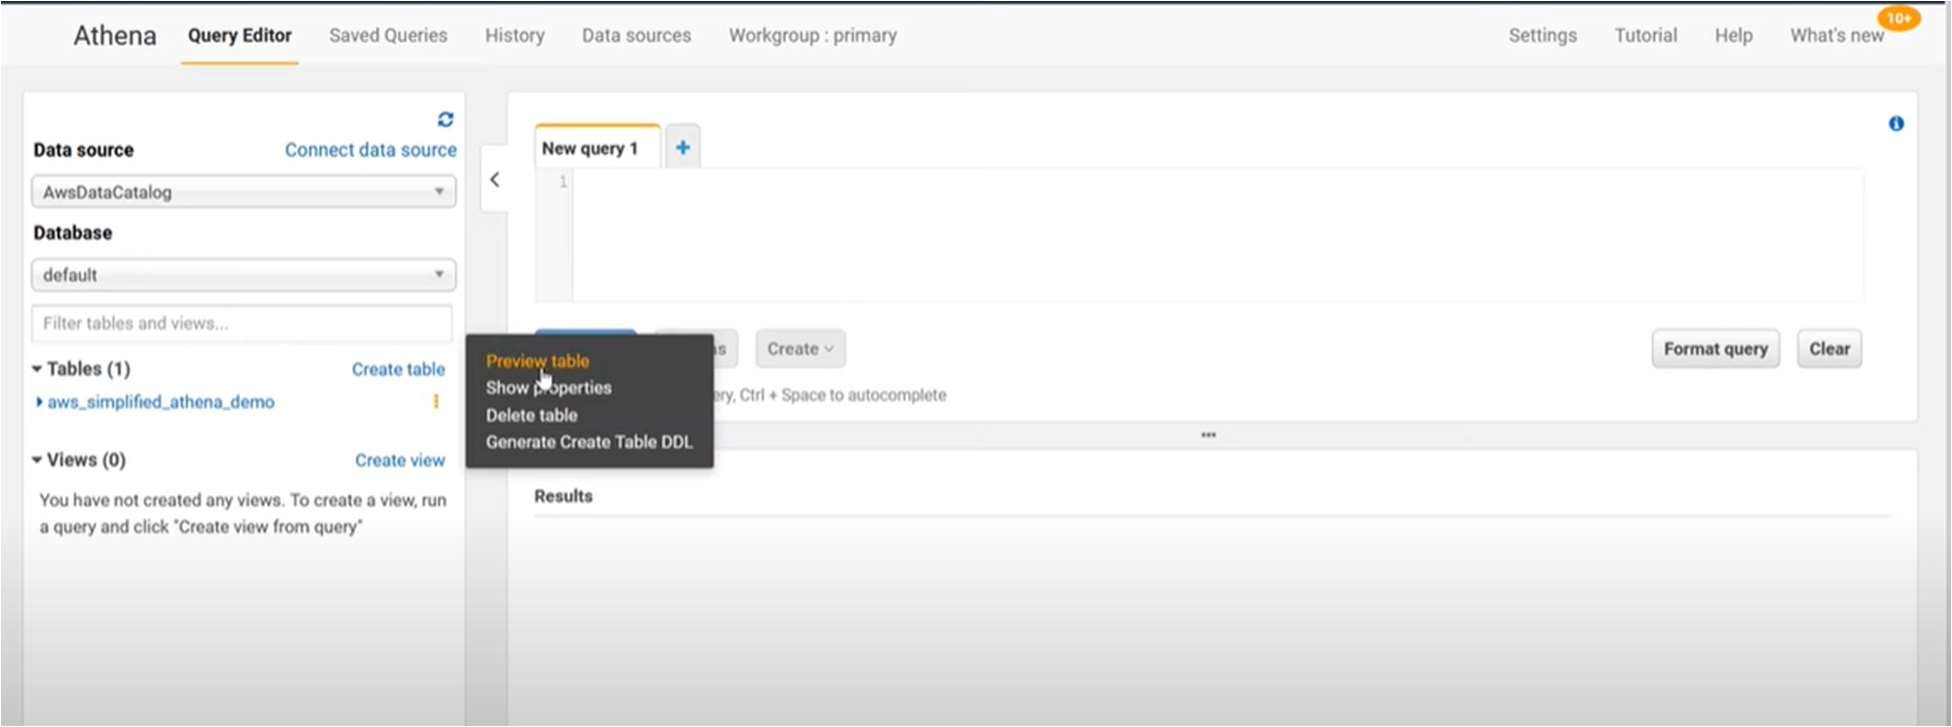 Athena Query Editor Saved Queries History Data sources Workgroup : primary Settings Tutorial Help What's new 10+
Data source Connect data source
AwsDataCatalog
Database
default
Filter tables and views...
Tables (1) Create table
aws_simplified_athena_demo
Views (0) Create view
You have not created any views. To create a view, run
a query and click "Create view from query"
New query 1 +
1
Preview table
Show properties
Delete table
Generate Create Table DDL
Create Format query Clear
Ctrl + Space to autocomplete
Results